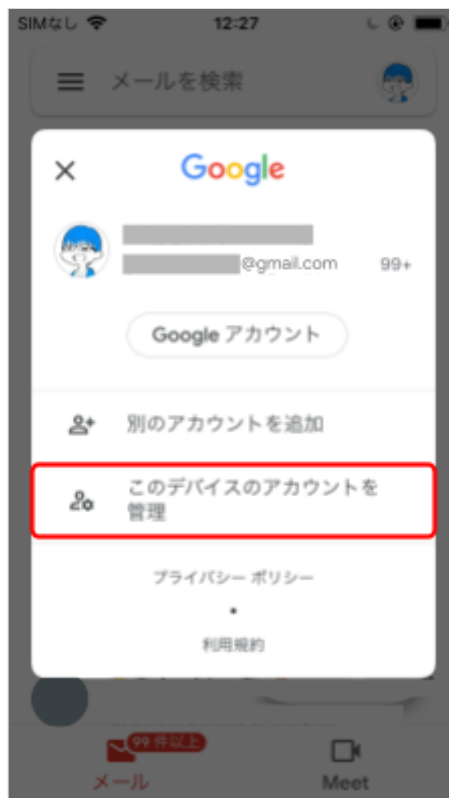 SIMなし 12:27
メールを検索
Google
@gmail.com 99+
Google アカウント
別のアカウントを追加
このデバイスのアカウントを
管理
プライバシー ポリシー
•
利用規約
99 件以上
メール Meet